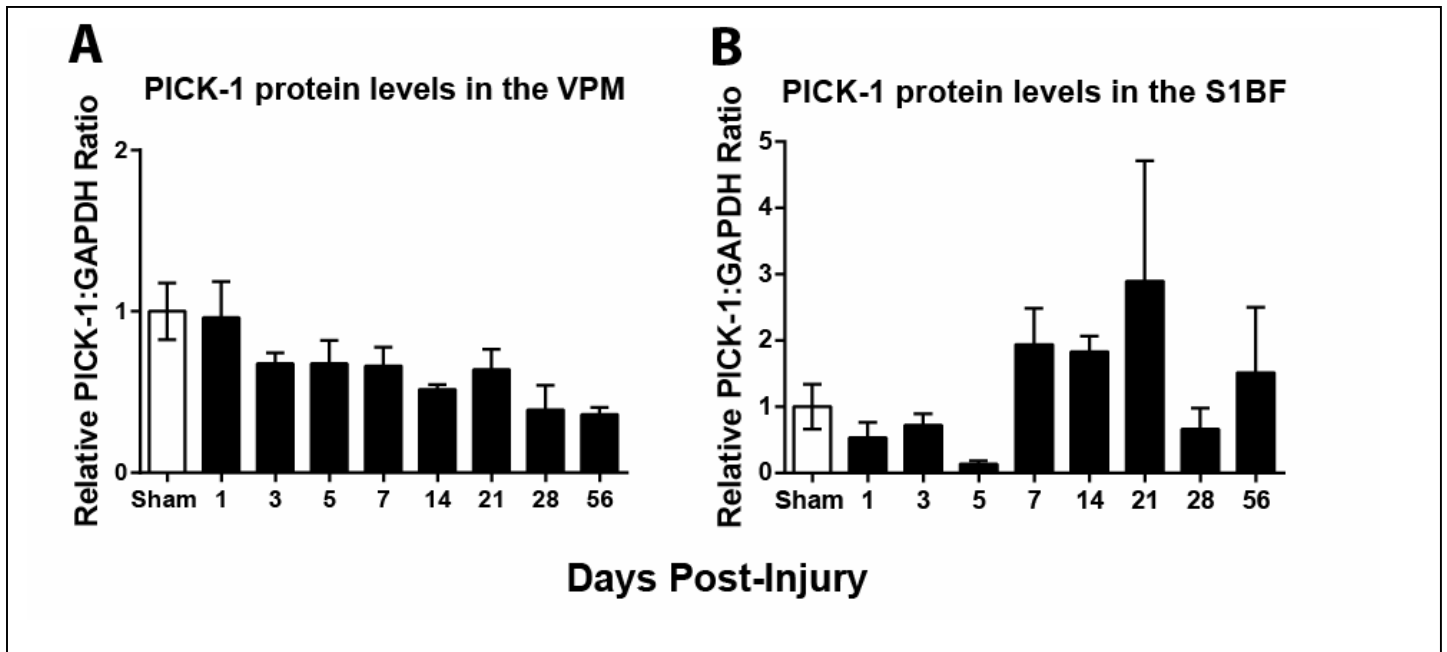 A
PICK-1 protein levels in the VPM
Relative PICK-1:GAPDH Ratio
2
1
0
Sham 1 3 5 7 14 21 28 56
B
PICK-1 protein levels in the S1BF
Relative PICK-1:GAPDH Ratio
5
4
3
2
1
0
Sham 1 3 5 7 14 21 28 56
Days Post-Injury